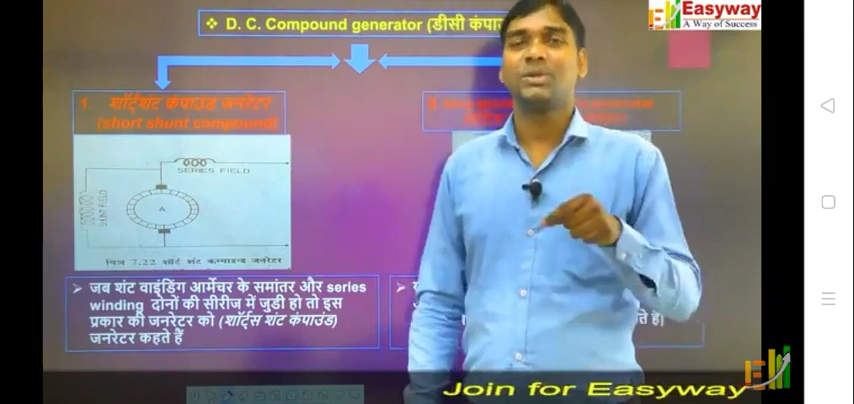 ❖ D. C. Compound generator (डीसी कंपा
Easyway
A Way of Success
1. शॉर्ट्शंट कंपाउंड जनरेटर
(short shunt compound)
SERIES FIELD
SHUNT FIELD
A
चित्र 7.22 शॉर्ट शंट कम्पाउन्ड जनरेटर
➤ जब शंट वाइंडिंग आर्मेचर के समांतर और series
winding दोनों की सीरीज में जुडी हो तो इस
प्रकार की जनरेटर को (शॉर्ट्स शंट कंपाउंड)
जनरेटर कहते हैं
Join for Easyway